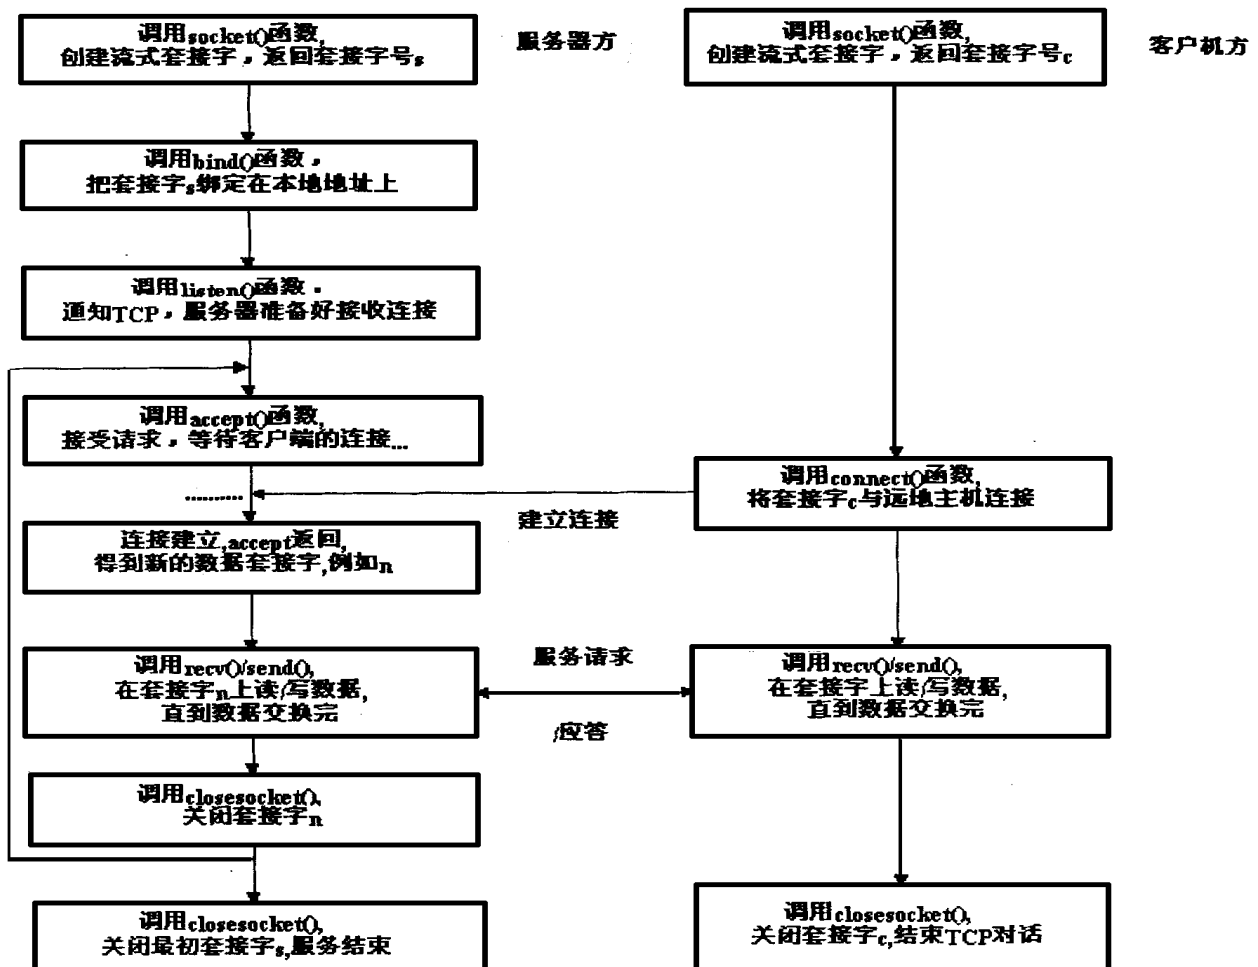 调用socket()函数,
创建流式套接字，返回套接字号s
服务器方
调用socket()函数,
创建流式套接字，返回套接字号c
客户机方
调用bind()函数，
把套接字s绑定在本地地址上
调用listen()函数，
通知TCP，服务器准备好接收连接
调用accept()函数,
接受请求，等待客户端的连接...
调用connect()函数,
将套接字c与远地主机连接
..........
建立连接
连接建立,accept返回,
得到新的数据套接字,例如n
调用recv()/send(),
在套接字n上读/写数据,
直到数据交换完
服务请求
/应答
调用recv()/send(),
在套接字上读/写数据,
直到数据交换完
调用closesocket(),
关闭套接字n
调用closesocket(),
关闭最初套接字s,服务结束
调用closesocket(),
关闭套接字c,结束TCP对话